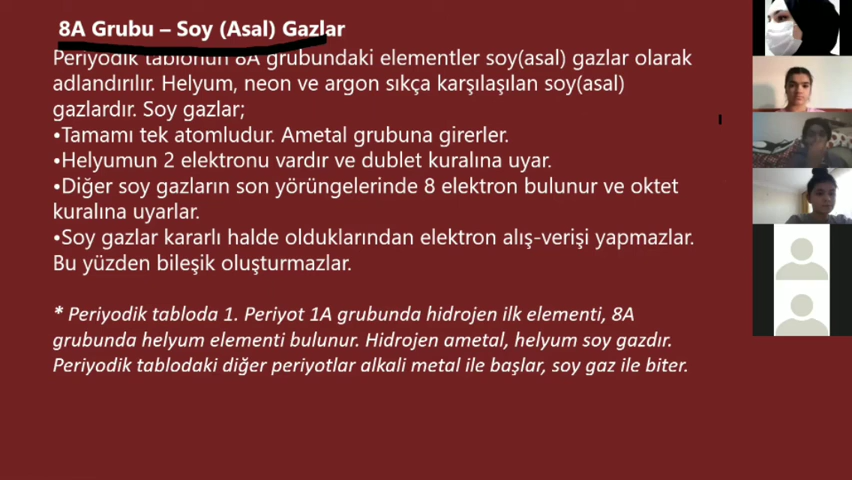 8A Grubu – Soy (Asal) Gazlar
Periyodik tablonun 8A grubundaki elementler soy(asal) gazlar olarak
adlandırılır. Helyum, neon ve argon sıkça karşılaşılan soy(asal)
gazlardır. Soy gazlar;
•Tamamı tek atomludur. Ametal grubuna girerler.
•Helyumun 2 elektronu vardır ve dublet kuralına uyar.
•Diğer soy gazların son yörüngelerinde 8 elektron bulunur ve oktet
kuralına uyarlar.
•Soy gazlar kararlı halde olduklarından elektron alış-verişi yapmazlar.
Bu yüzden bileşik oluşturmazlar.
* Periyodik tabloda 1. Periyot 1A grubunda hidrojen ilk elementi, 8A
grubunda helyum elementi bulunur. Hidrojen ametal, helyum soy gazdır.
Periyodik tablodaki diğer periyotlar alkali metal ile başlar, soy gaz ile biter.